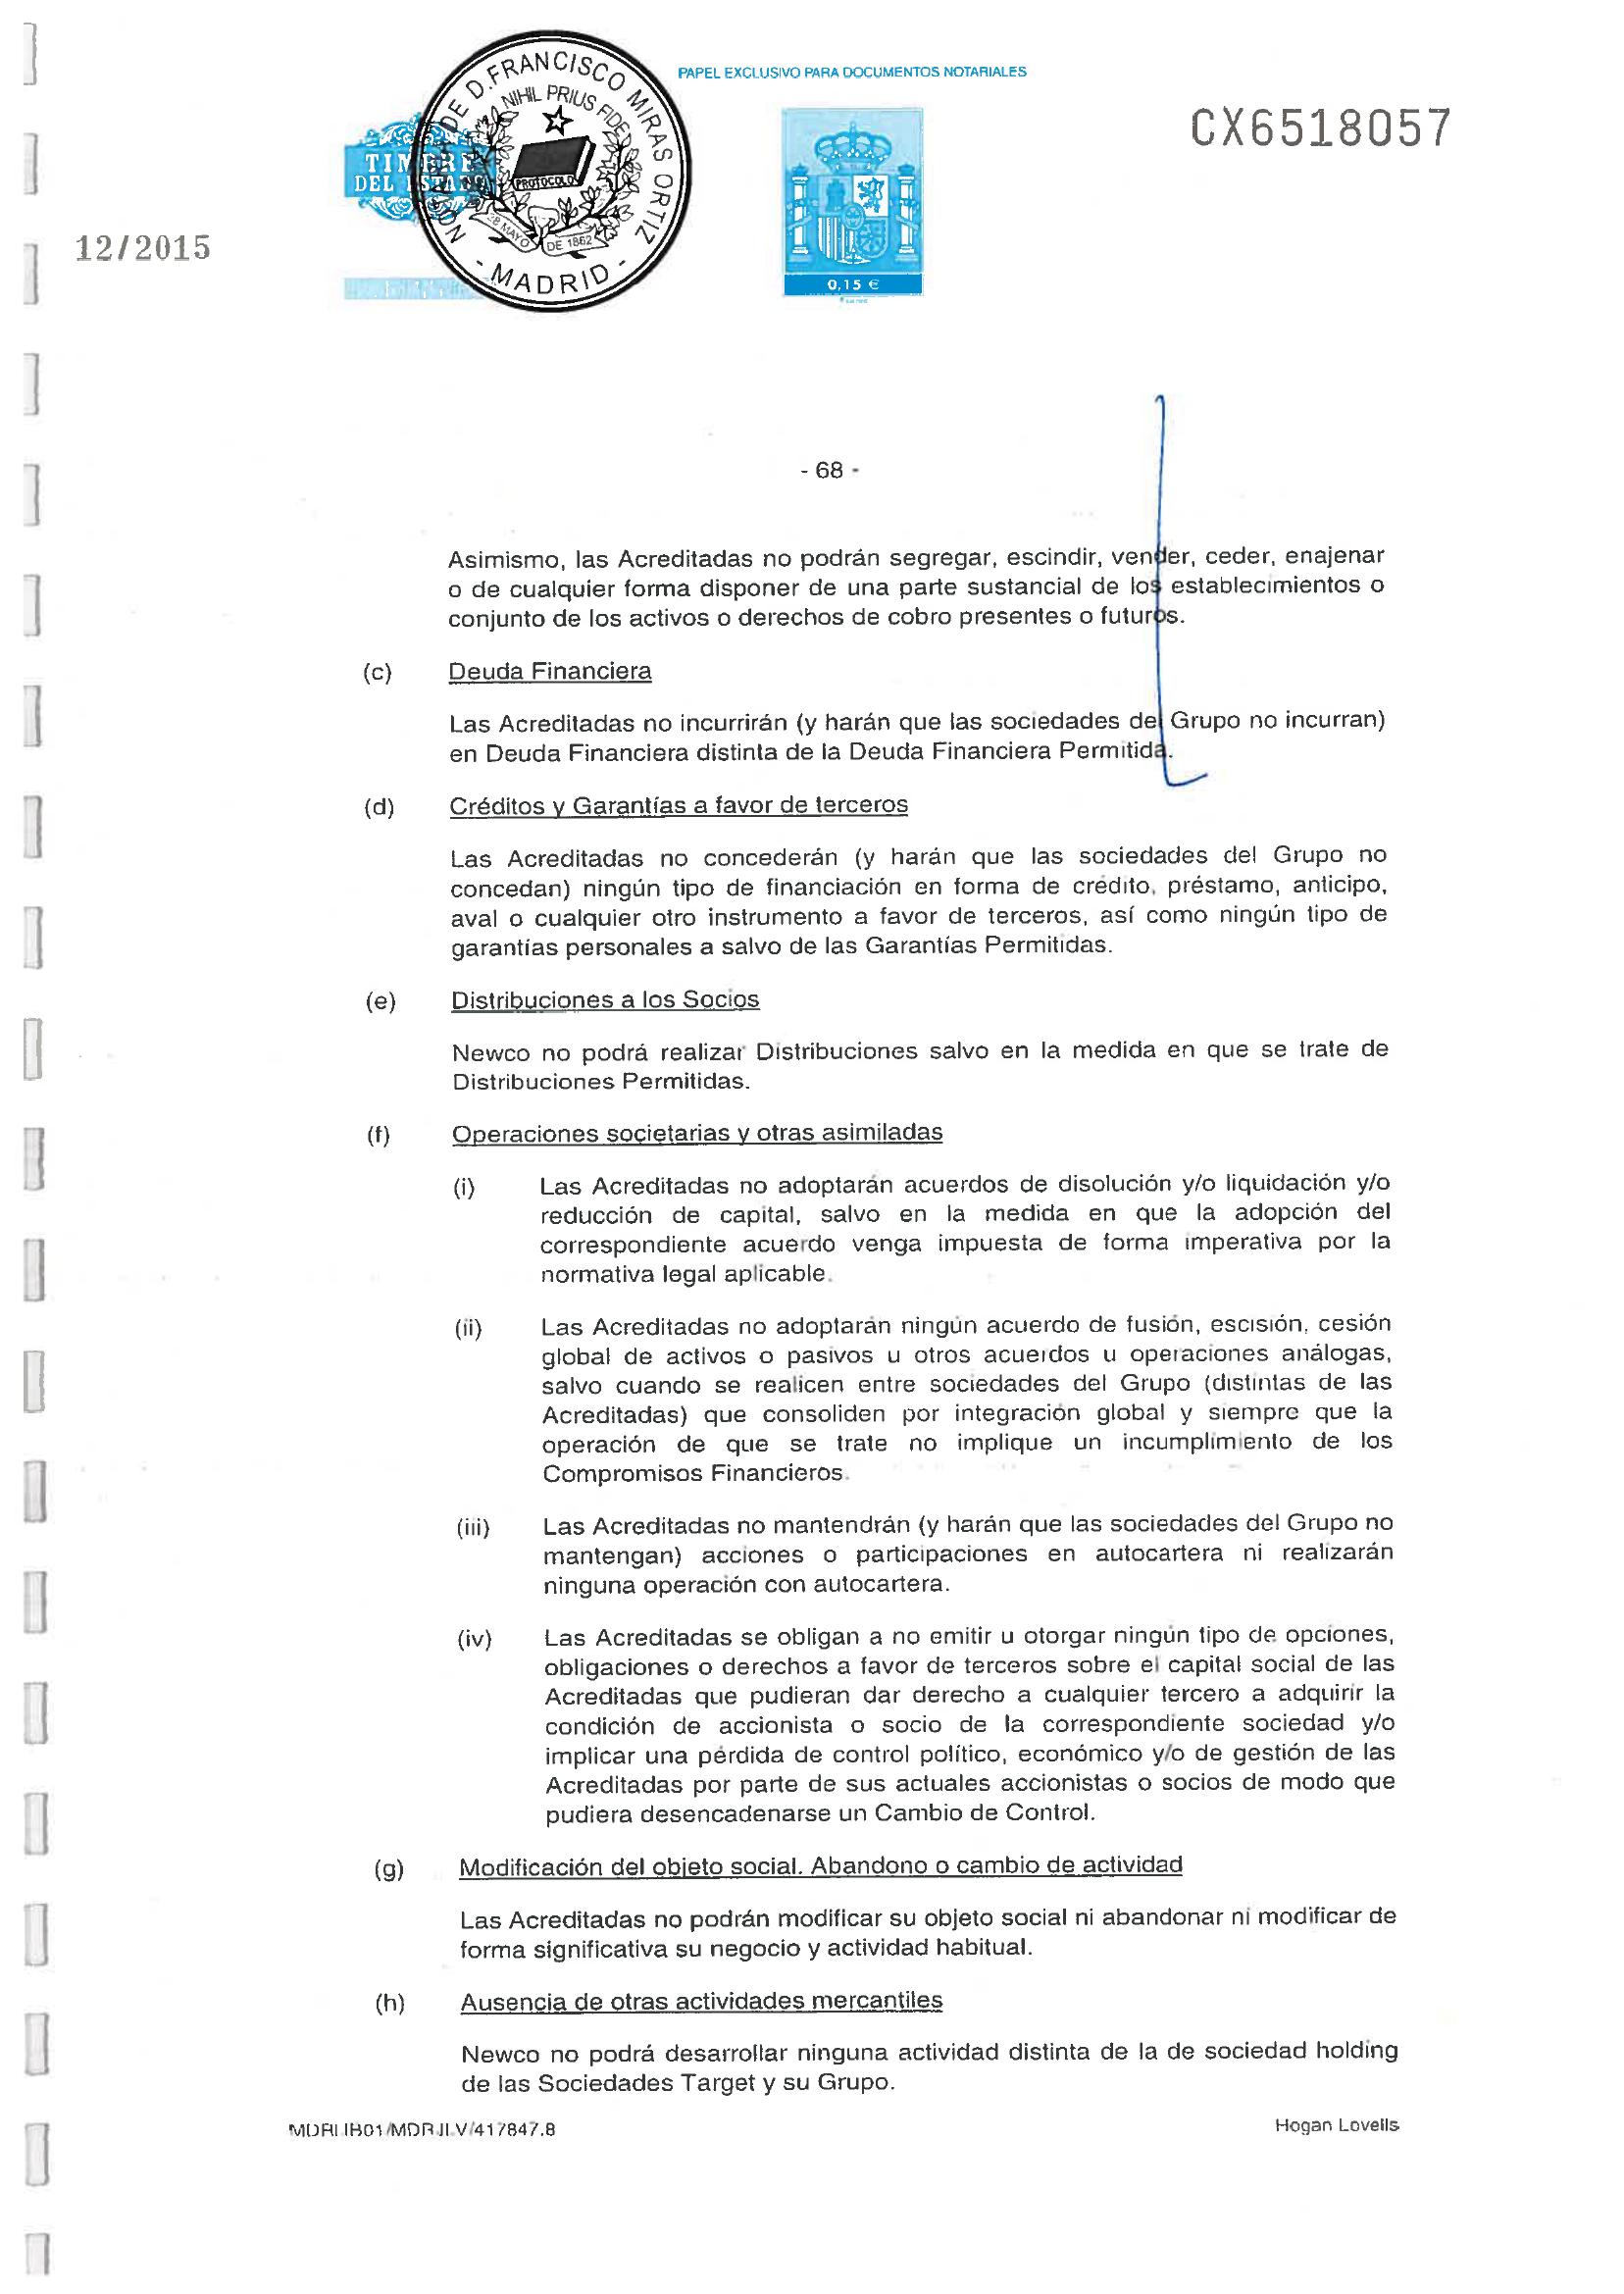 PAPEL EXCLUSIVO PARA DOCUMENTOS NOTARIALES
CX6518057
NOTARÍA DE D. FRANCISCO MIRAS ORTIZ
- MADRID -
NIHIL PRIUS FIDE
PROTOCOLO
28 MAYO DE 1862
TIMBRE
DEL ESTADO
0,15 €
12/2015
- 68 -
Asimismo, las Acreditadas no podrán segregar, escindir, vender, ceder, enajenar
o de cualquier forma disponer de una parte sustancial de los establecimientos o
conjunto de los activos o derechos de cobro presentes o futuros.
(c) Deuda Financiera
Las Acreditadas no incurrirán (y harán que las sociedades del Grupo no incurran)
en Deuda Financiera distinta de la Deuda Financiera Permitida.
(d) Créditos y Garantías a favor de terceros
Las Acreditadas no concederán (y harán que las sociedades del Grupo no
concedan) ningún tipo de financiación en forma de crédito, préstamo, anticipo,
aval o cualquier otro instrumento a favor de terceros, así como ningún tipo de
garantías personales a salvo de las Garantías Permitidas.
(e) Distribuciones a los Socios
Newco no podrá realizar Distribuciones salvo en la medida en que se trate de
Distribuciones Permitidas.
(f) Operaciones societarias y otras asimiladas
(i) Las Acreditadas no adoptarán acuerdos de disolución y/o liquidación y/o
reducción de capital, salvo en la medida en que la adopción del
correspondiente acuerdo venga impuesta de forma imperativa por la
normativa legal aplicable.
(ii) Las Acreditadas no adoptarán ningún acuerdo de fusión, escisión, cesión
global de activos o pasivos u otros acuerdos u operaciones análogas,
salvo cuando se realicen entre sociedades del Grupo (distintas de las
Acreditadas) que consoliden por integración global y siempre que la
operación de que se trate no implique un incumplimiento de los
Compromisos Financieros.
(iii) Las Acreditadas no mantendrán (y harán que las sociedades del Grupo no
mantengan) acciones o participaciones en autocartera ni realizarán
ninguna operación con autocartera.
(iv) Las Acreditadas se obligan a no emitir u otorgar ningún tipo de opciones,
obligaciones o derechos a favor de terceros sobre el capital social de las
Acreditadas que pudieran dar derecho a cualquier tercero a adquirir la
condición de accionista o socio de la correspondiente sociedad y/o
implicar una pérdida de control político, económico y/o de gestión de las
Acreditadas por parte de sus actuales accionistas o socios de modo que
pudiera desencadenarse un Cambio de Control.
(g) Modificación del objeto social. Abandono o cambio de actividad
Las Acreditadas no podrán modificar su objeto social ni abandonar ni modificar de
forma significativa su negocio y actividad habitual.
(h) Ausencia de otras actividades mercantiles
Newco no podrá desarrollar ninguna actividad distinta de la de sociedad holding
de las Sociedades Target y su Grupo.
MDRLIB01/MDRJLV/417847.8
Hogan Lovells